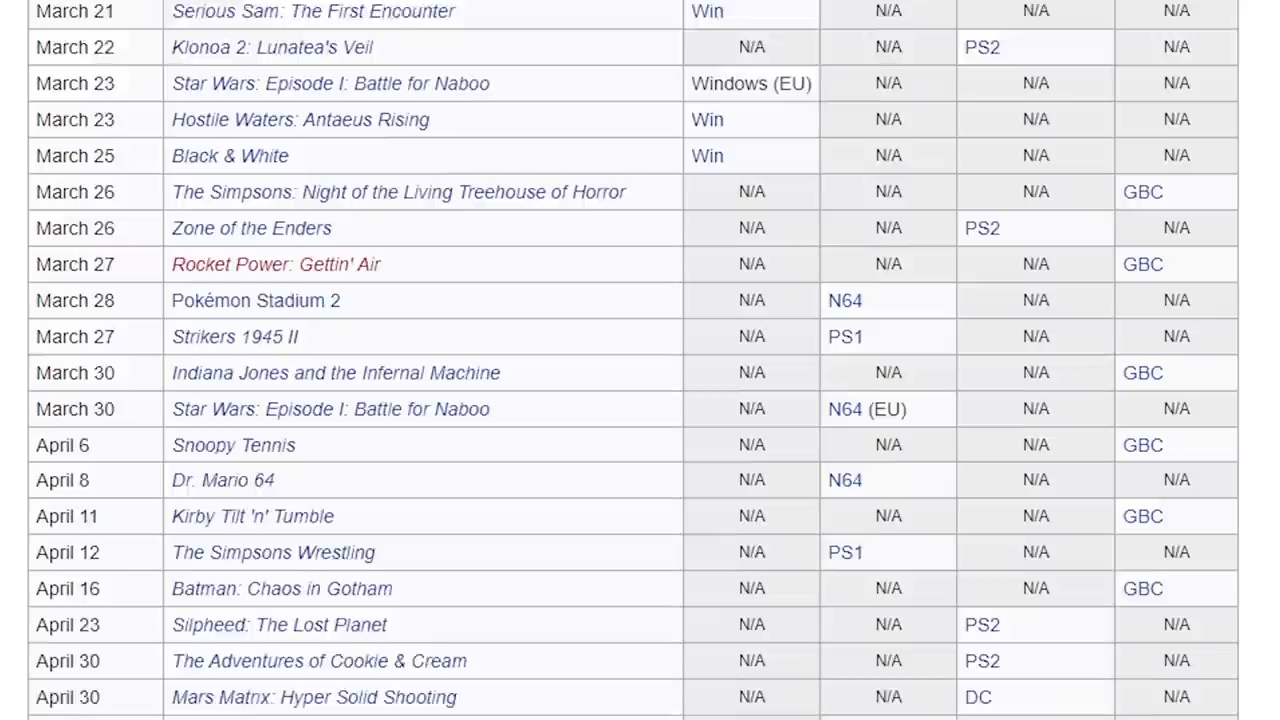 March 21 Serious Sam: The First Encounter Win N/A N/A N/A
March 22 Klonoa 2: Lunatea's Veil N/A N/A PS2 N/A
March 23 Star Wars: Episode I: Battle for Naboo Windows (EU) N/A N/A N/A
March 23 Hostile Waters: Antaeus Rising Win N/A N/A N/A
March 25 Black & White Win N/A N/A N/A
March 26 The Simpsons: Night of the Living Treehouse of Horror N/A N/A N/A GBC
March 26 Zone of the Enders N/A N/A PS2 N/A
March 27 Rocket Power: Gettin' Air N/A N/A N/A GBC
March 28 Pokémon Stadium 2 N/A N64 N/A N/A
March 27 Strikers 1945 II N/A PS1 N/A N/A
March 30 Indiana Jones and the Infernal Machine N/A N/A N/A GBC
March 30 Star Wars: Episode I: Battle for Naboo N/A N64 (EU) N/A N/A
April 6 Snoopy Tennis N/A N/A N/A GBC
April 8 Dr. Mario 64 N/A N64 N/A N/A
April 11 Kirby Tilt 'n' Tumble N/A N/A N/A GBC
April 12 The Simpsons Wrestling N/A PS1 N/A N/A
April 16 Batman: Chaos in Gotham N/A N/A N/A GBC
April 23 Silpheed: The Lost Planet N/A N/A PS2 N/A
April 30 The Adventures of Cookie & Cream N/A N/A PS2 N/A
April 30 Mars Matrix: Hyper Solid Shooting N/A N/A DC N/A